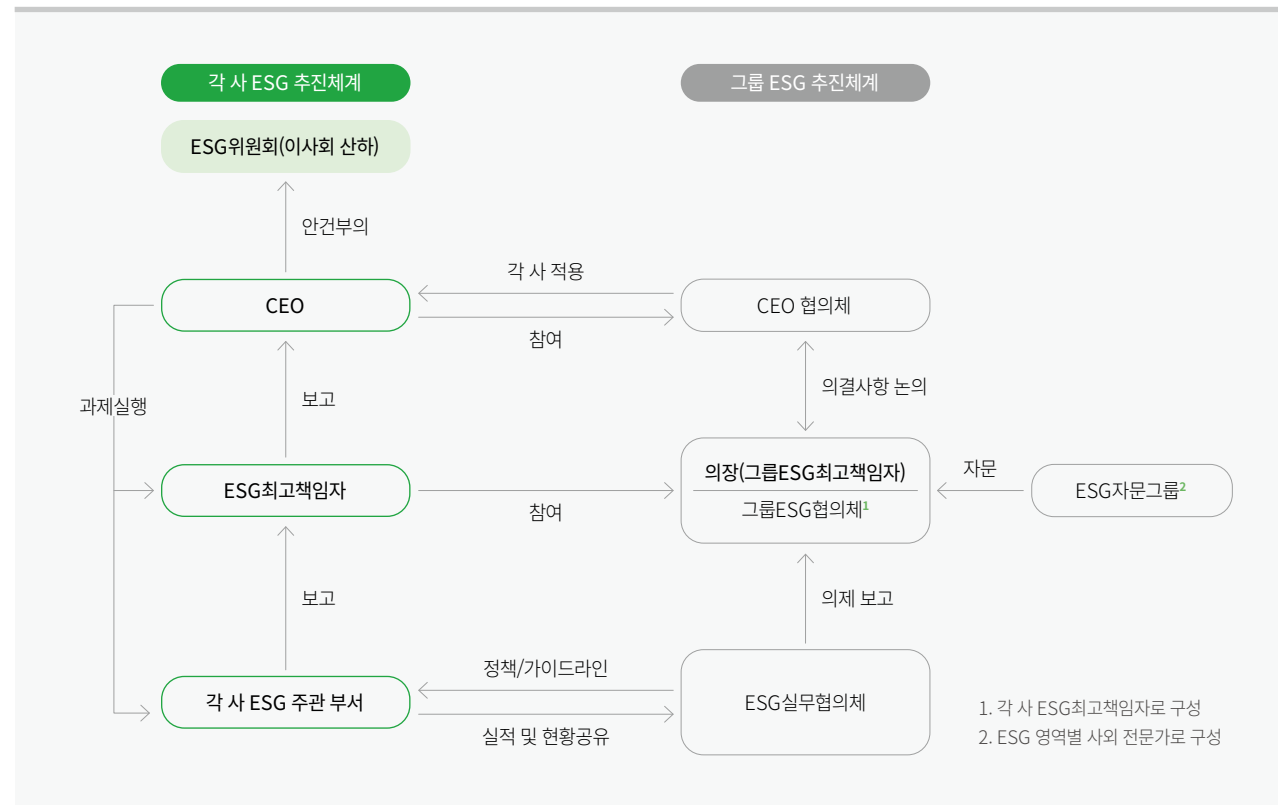 각 사 ESG 추진체계
그룹 ESG 추진체계
ESG위원회(이사회 산하)
안건부의
각 사 적용
CEO
CEO 협의체
참여
과제실행
보고
의결사항 논의
ESG최고책임자
참여
의장(그룹ESG최고책임자)
그룹ESG협의체1
자문
ESG자문그룹2
보고
의제 보고
정책/가이드라인
각 사 ESG 주관 부서
ESG실무협의체
실적 및 현황공유
1. 각 사 ESG최고책임자로 구성
2. ESG 영역별 사외 전문가로 구성